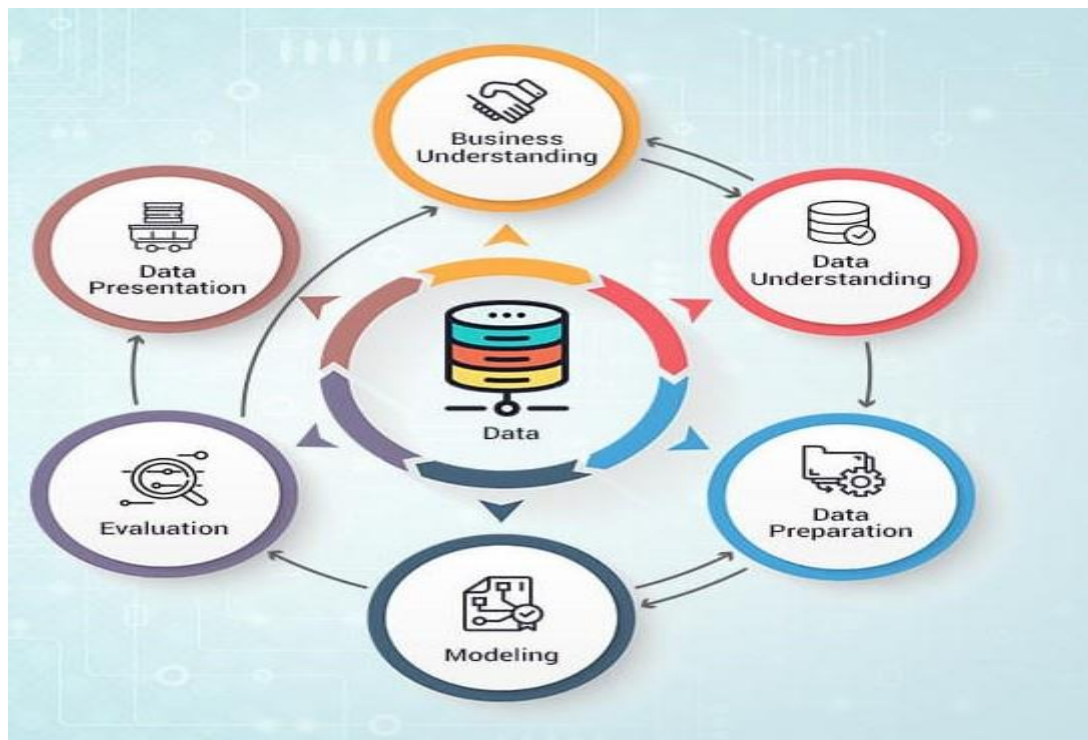 Business
Understanding
Data
Understanding
Data
Preparation
Modeling
Evaluation
Data
Presentation
Data